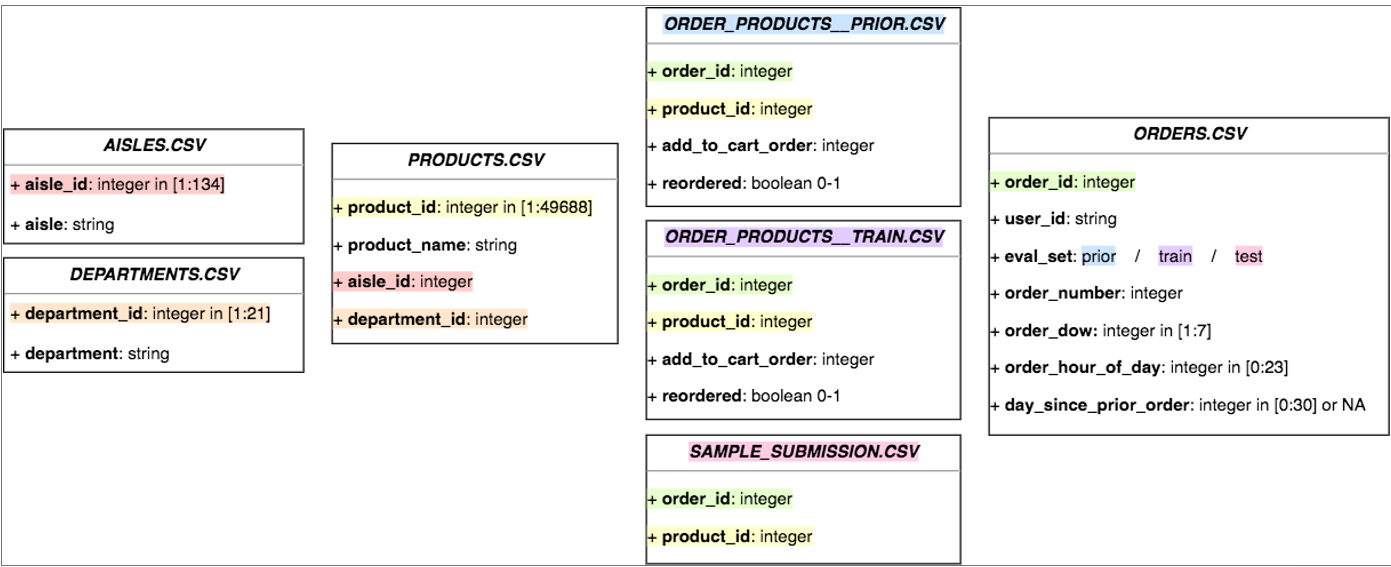 AISLES.CSV
+ aisle_id: integer in [1:134]
+ aisle: string
DEPARTMENTS.CSV
+ department_id: integer in [1:21]
+ department: string
PRODUCTS.CSV
+ product_id: integer in [1:49688]
+ product_name: string
+ aisle_id: integer
+ department_id: integer
ORDER_PRODUCTS__PRIOR.CSV
+ order_id: integer
+ product_id: integer
+ add_to_cart_order: integer
+ reordered: boolean 0-1
ORDER_PRODUCTS__TRAIN.CSV
+ order_id: integer
+ product_id: integer
+ add_to_cart_order: integer
+ reordered: boolean 0-1
SAMPLE_SUBMISSION.CSV
+ order_id: integer
+ product_id: integer
ORDERS.CSV
+ order_id: integer
+ user_id: string
+ eval_set: prior / train / test
+ order_number: integer
+ order_dow: integer in [1:7]
+ order_hour_of_day: integer in [0:23]
+ day_since_prior_order: integer in [0:30] or NA